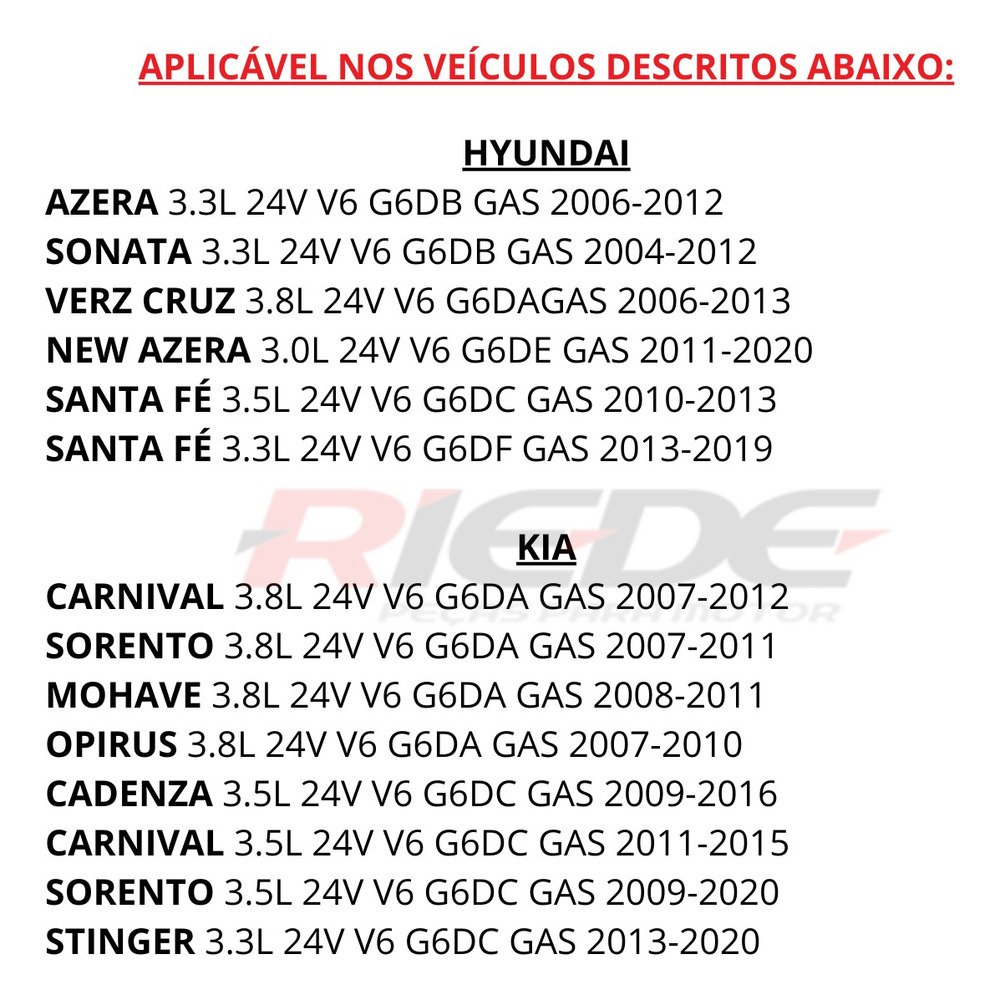 APLICÁVEL NOS VEÍCULOS DESCRITOS ABAIXO:
HYUNDAI
AZERA 3.3L 24V V6 G6DB GAS 2006-2012
SONATA 3.3L 24V V6 G6DB GAS 2004-2012
VERZ CRUZ 3.8L 24V V6 G6DAGAS 2006-2013
NEW AZERA 3.0L 24V V6 G6DE GAS 2011-2020
SANTA FÉ 3.5L 24V V6 G6DC GAS 2010-2013
SANTA FÉ 3.3L 24V V6 G6DF GAS 2013-2019
RIEDE
PEÇAS PARA MOTOR
KIA
CARNIVAL 3.8L 24V V6 G6DA GAS 2007-2012
SORENTO 3.8L 24V V6 G6DA GAS 2007-2011
MOHAVE 3.8L 24V V6 G6DA GAS 2008-2011
OPIRUS 3.8L 24V V6 G6DA GAS 2007-2010
CADENZA 3.5L 24V V6 G6DC GAS 2009-2016
CARNIVAL 3.5L 24V V6 G6DC GAS 2011-2015
SORENTO 3.5L 24V V6 G6DC GAS 2009-2020
STINGER 3.3L 24V V6 G6DC GAS 2013-2020